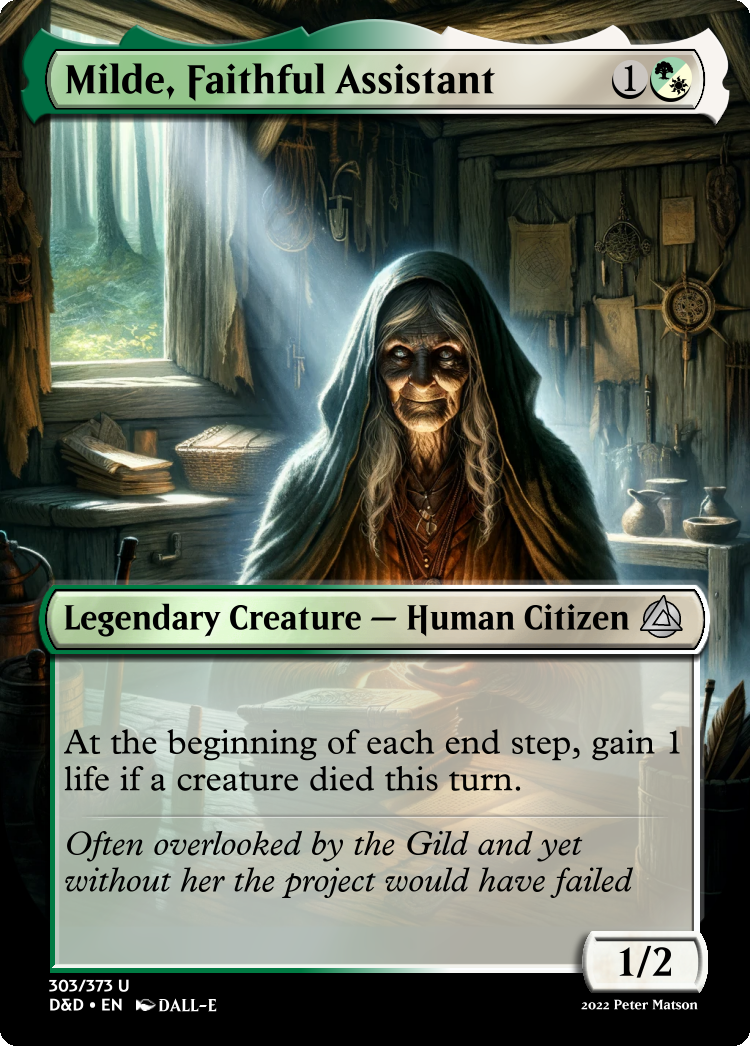 Milde, Faithful Assistant 1
Legendary Creature — Human Citizen
At the beginning of each end step, gain 1
life if a creature died this turn.
Often overlooked by the Gild and yet
without her the project would have failed
1/2
303/373 U
D&D • EN DALL-E
2022 Peter Matson